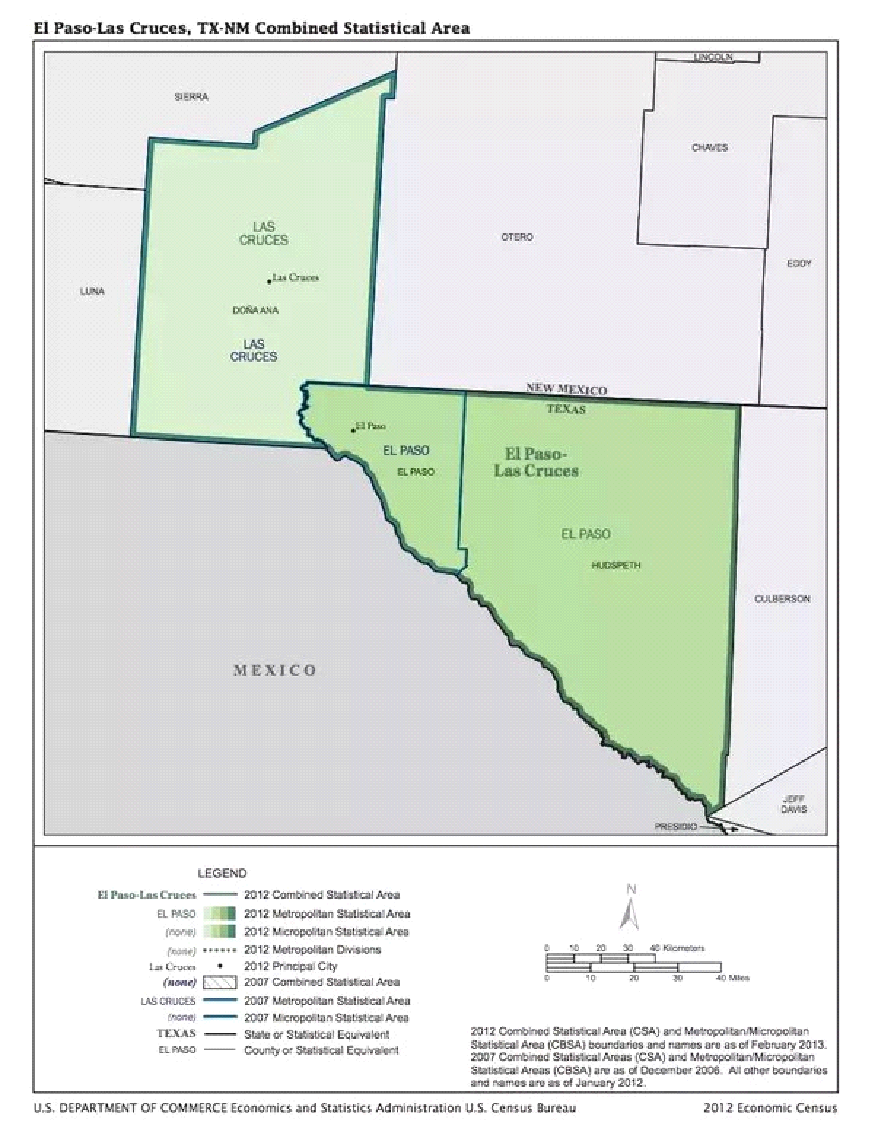 El Paso-Las Cruces, TX-NM Combined Statistical Area
LINCOLN
SIERRA
CHAVES
LAS
CRUCES
OTERO
EDDY
Las Cruces
LUNA
DOÑA ANA
LAS
CRUCES
NEW MEXICO
TEXAS
El Paso
EL PASO
El Paso-
Las Cruces
EL PASO
EL PASO
HUDSPETH
CULBERSON
MEXICO
JEFF
DAVIS
PRESIDIO
LEGEND
El Paso-Las Cruces 2012 Combined Statistical Area
EL PASO 2012 Metropolitan Statistical Area
(none) 2012 Micropolitan Statistical Area
(none) 2012 Metropolitan Divisions
Las Cruces 2012 Principal City
(none) 2007 Combined Statistical Area
LAS CRUCES 2007 Metropolitan Statistical Area
(none) 2007 Micropolitan Statistical Area
TEXAS State or Statistical Equivalent
EL PASO County or Statistical Equivalent
N
0 10 20 30 40 Kilometers
0 10 20 30 40 Miles
2012 Combined Statistical Area (CSA) and Metropolitan/Micropolitan
Statistical Area (CBSA) boundaries and names are as of February 2013.
2007 Combined Statistical Areas (CSA) and Metropolitan/Micropolitan
Statistical Areas (CBSA) are as of December 2006. All other boundaries
and names are as of January 2012.
U.S. DEPARTMENT OF COMMERCE Economics and Statistics Administration U.S. Census Bureau
2012 Economic Census